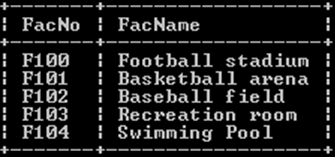 FacNo FacName
F100 Football stadium
F101 Basketball arena
F102 Baseball field
F103 Recreation room
F104 Swimming Pool